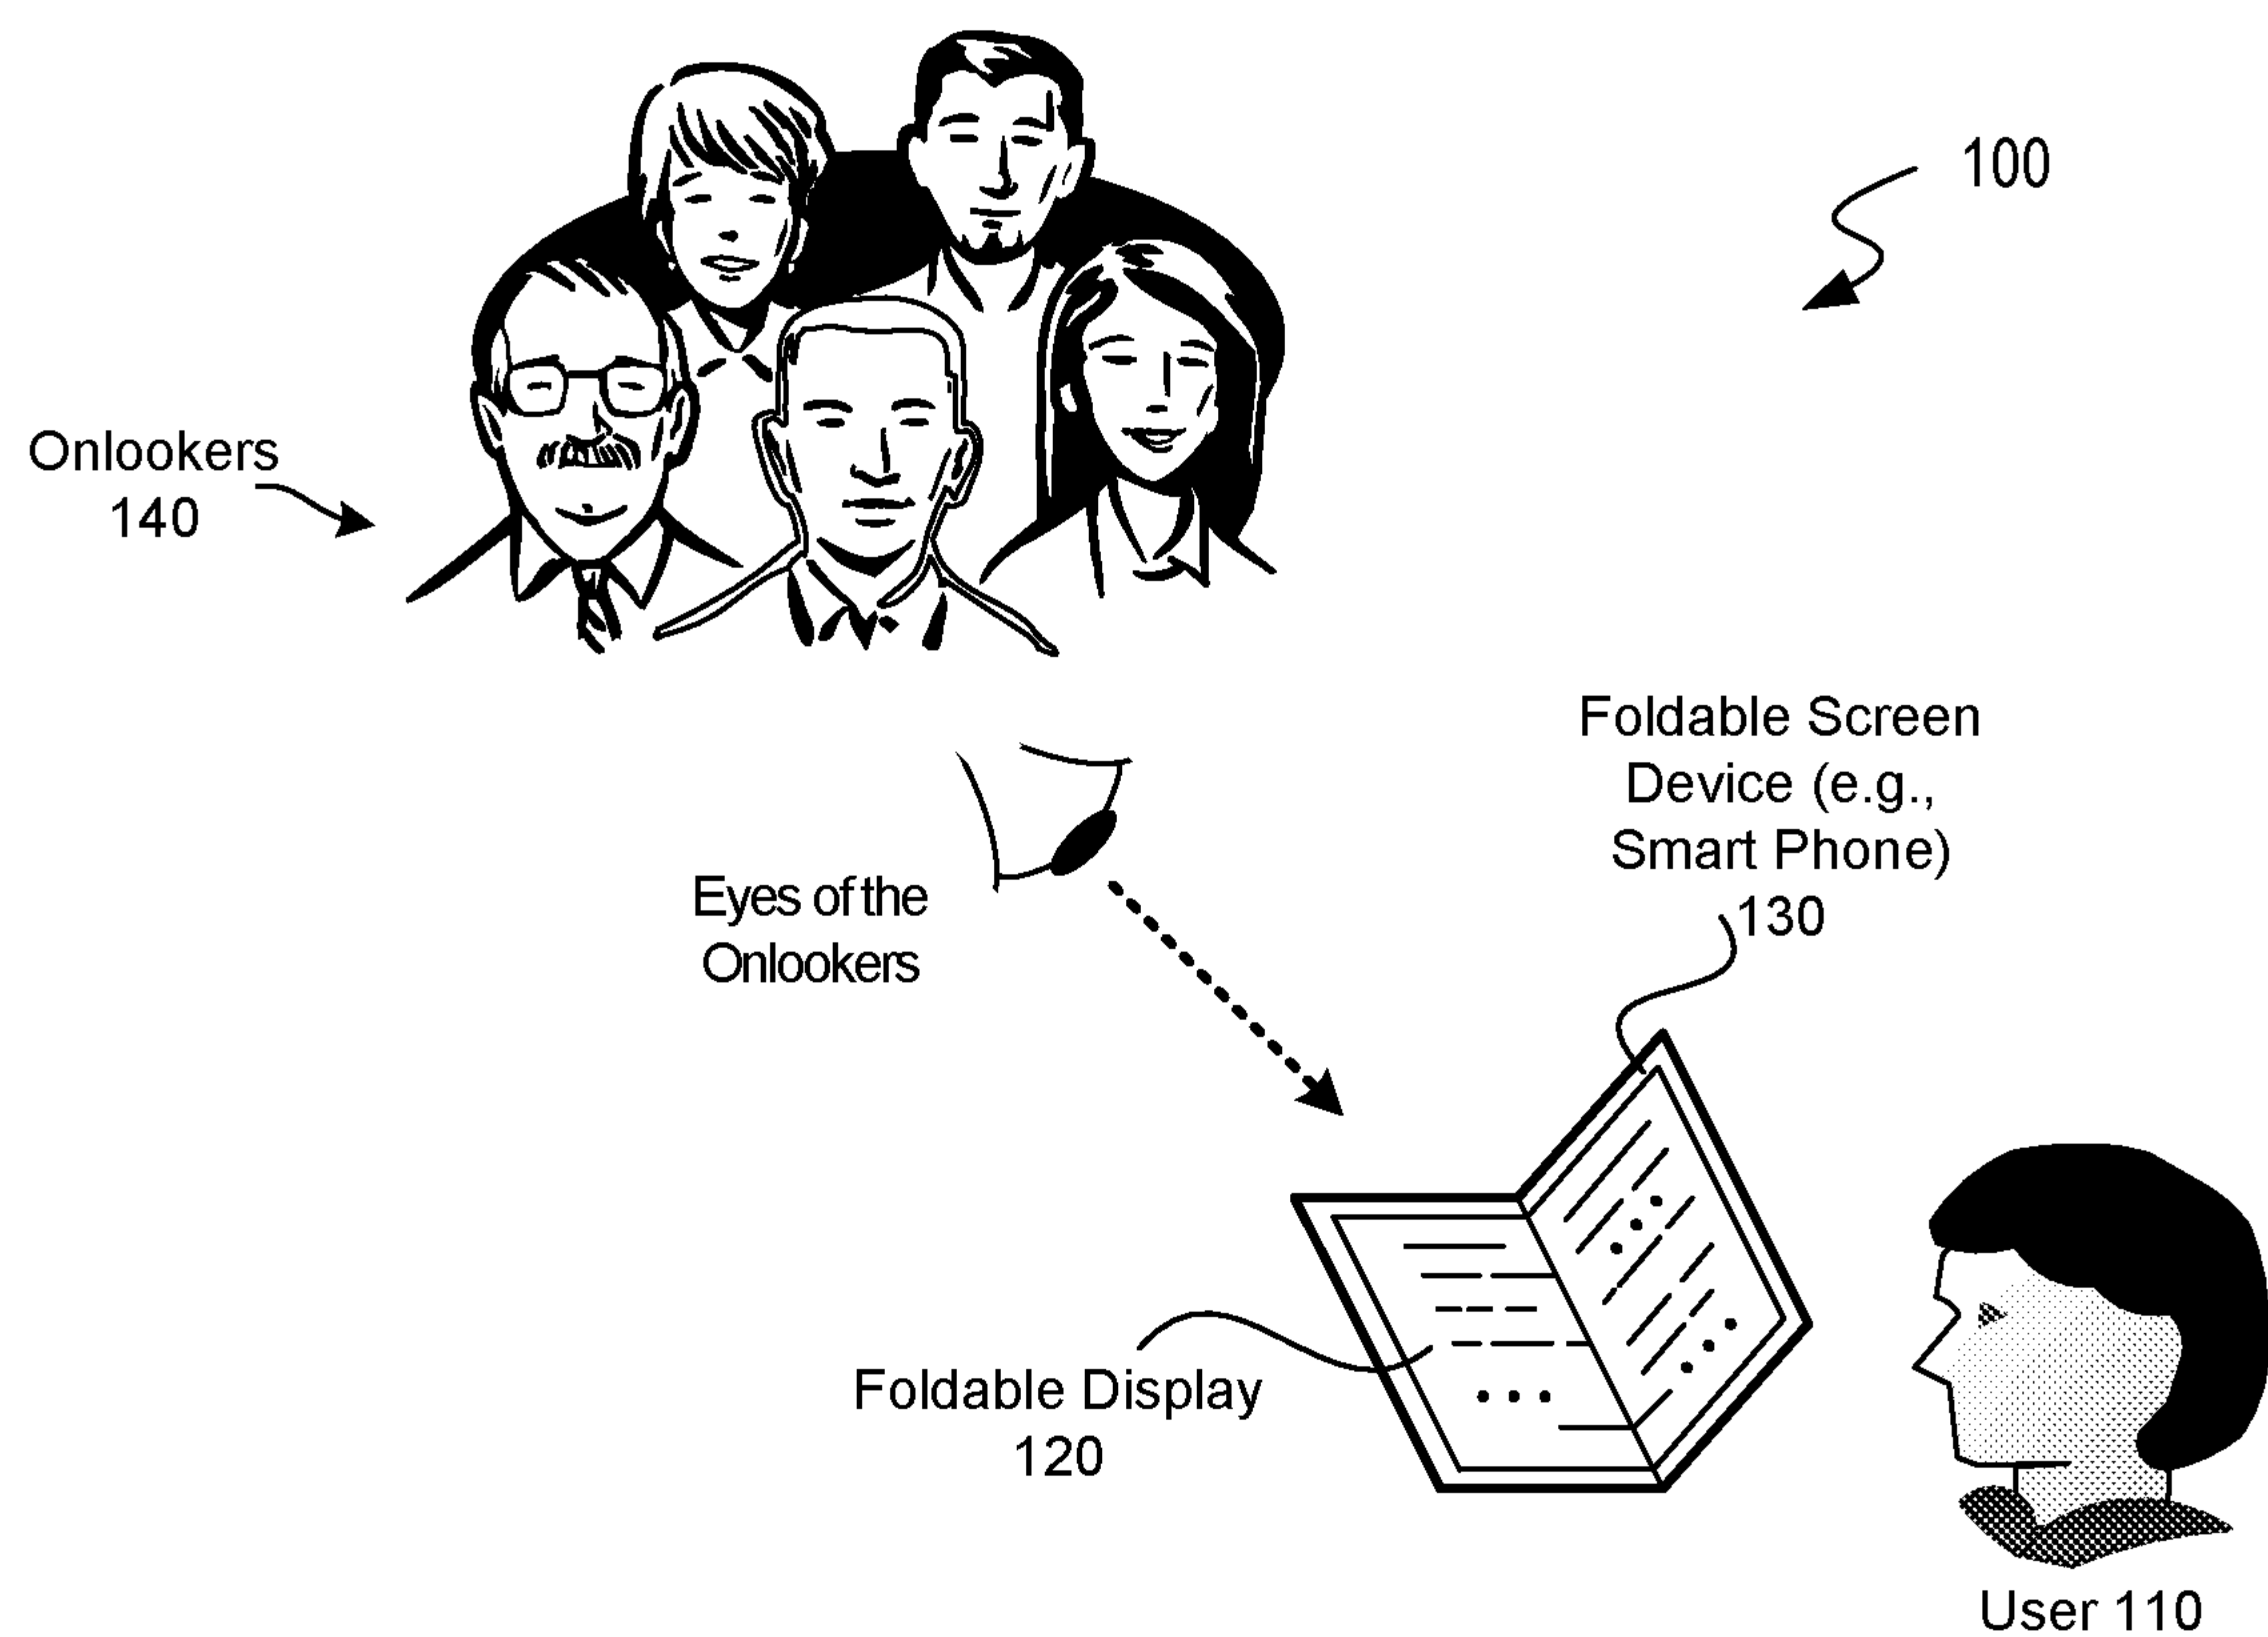 100
Onlookers
140
Foldable Screen
Device (e.g.,
Smart Phone)
130
Eyes of the
Onlookers
Foldable Display
120
User 110